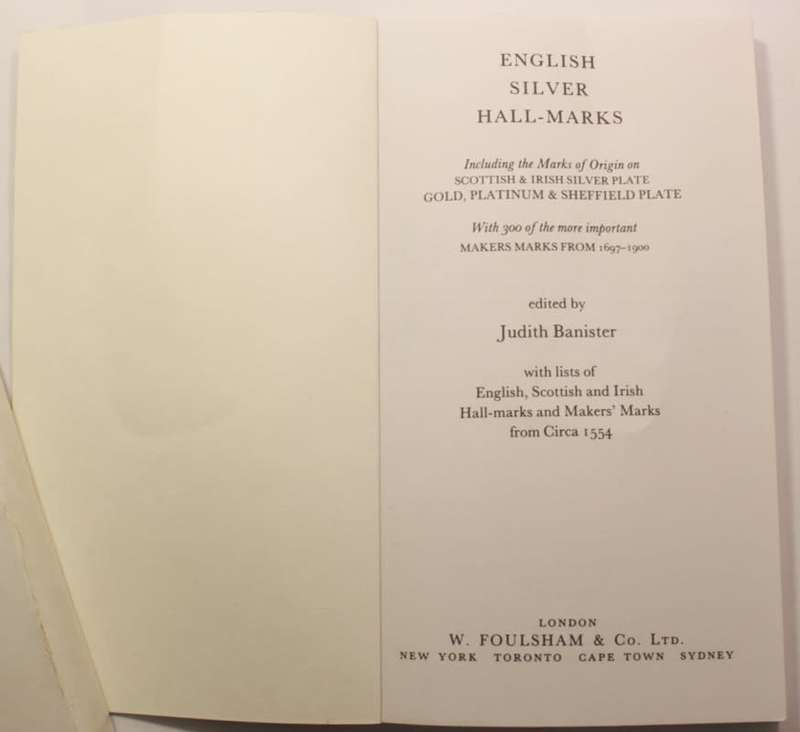 ENGLISH
SILVER
HALL-MARKS
Including the Marks of Origin on
SCOTTISH & IRISH SILVER PLATE
GOLD, PLATINUM & SHEFFIELD PLATE
With 300 of the more important
MAKERS MARKS FROM 1697–1900
edited by
Judith Banister
with lists of
English, Scottish and Irish
Hall-marks and Makers' Marks
from Circa 1554
LONDON
W. FOULSHAM & Co. LTD.
NEW YORK TORONTO CAPE TOWN SYDNEY